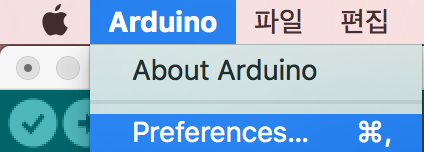 Arduino 파일 편집
About Arduino
Preferences... ⌘,